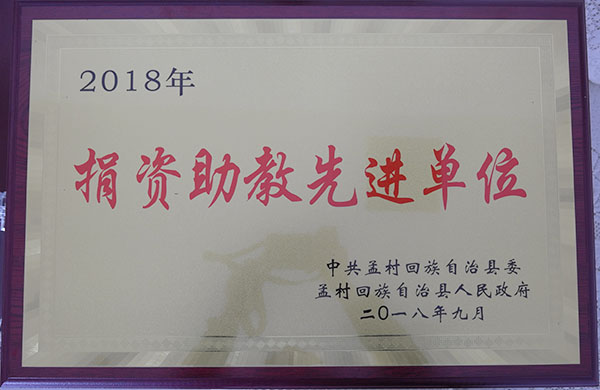 2018年
捐资助教先进单位
中共孟村回族自治县委
孟村回族自治县人民政府
二〇一八年九月